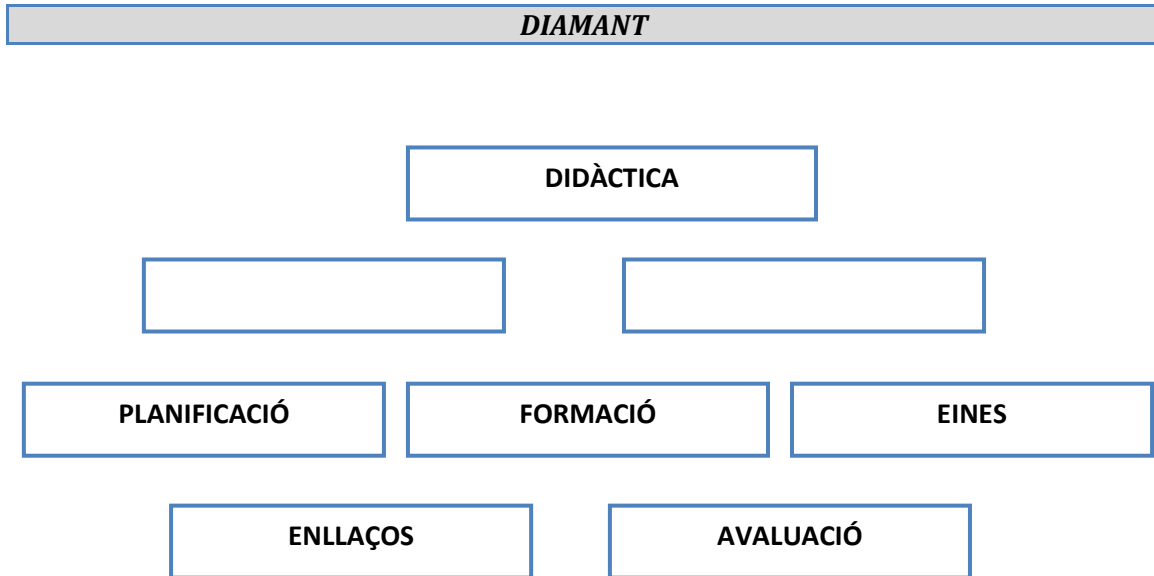 DIAMANT
DIDÀCTICA
PLANIFICACIÓ
FORMACIÓ
EINES
ENLLAÇOS
AVALUACIÓ